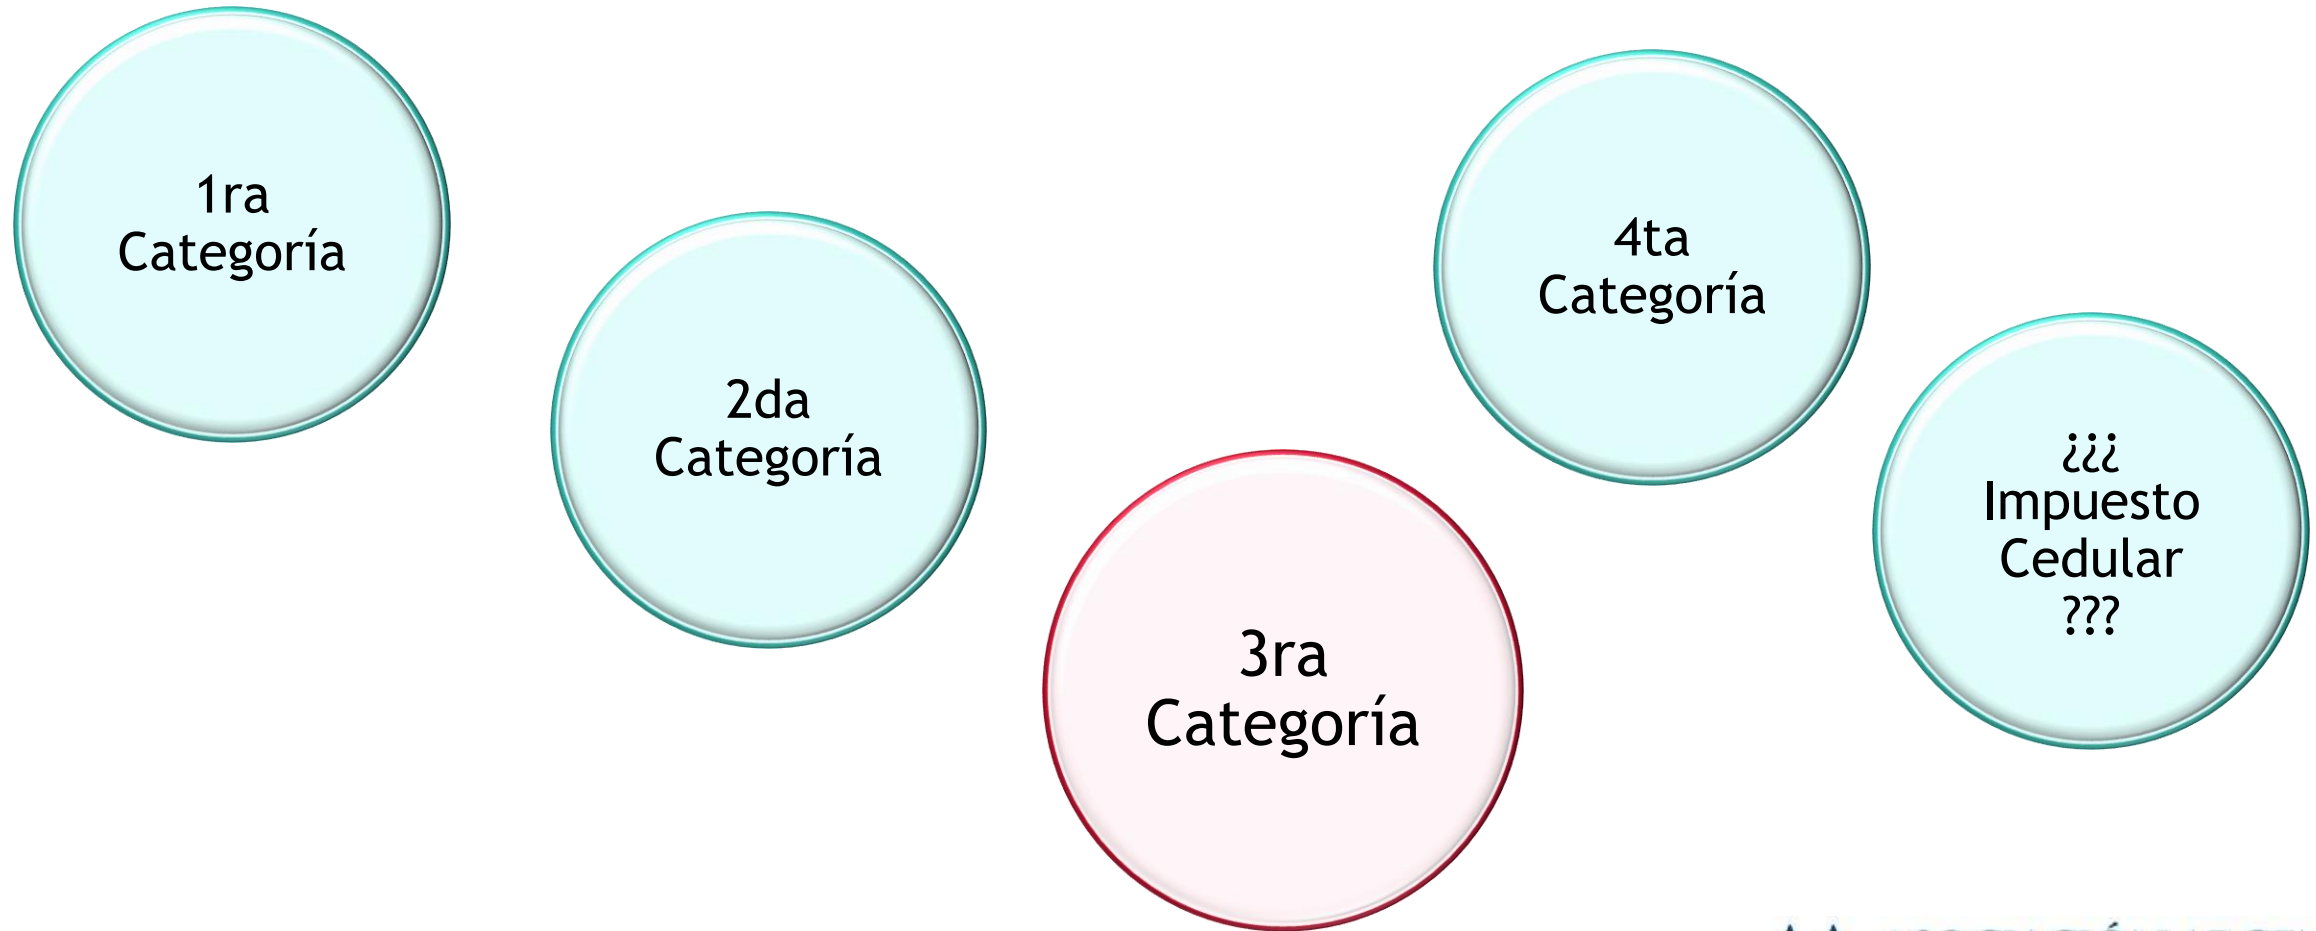 1ra
Categoría
2da
Categoría
3ra
Categoría
4ta
Categoría
¿¿¿
Impuesto
Cedular
???